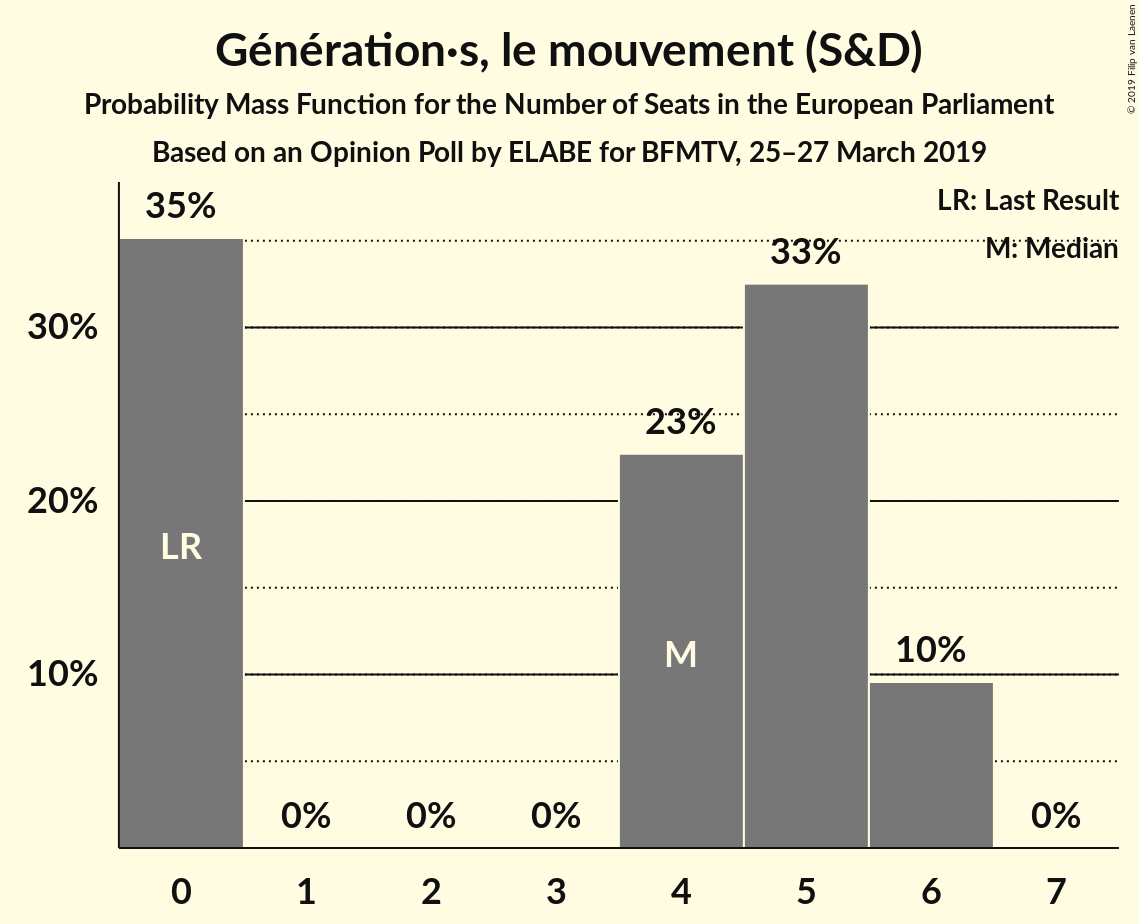 Génération·s, le mouvement (S&D)
Probability Mass Function for the Number of Seats in the European Parliament
Based on an Opinion Poll by ELABE for BFMTV, 25–27 March 2019
© 2019 Filip van Laenen
LR: Last Result
M: Median
35%
33%
30%
23%
20%
LR
M
10%
10%
0%
0%
0%
0%
0
1
2
3
4
5
6
7